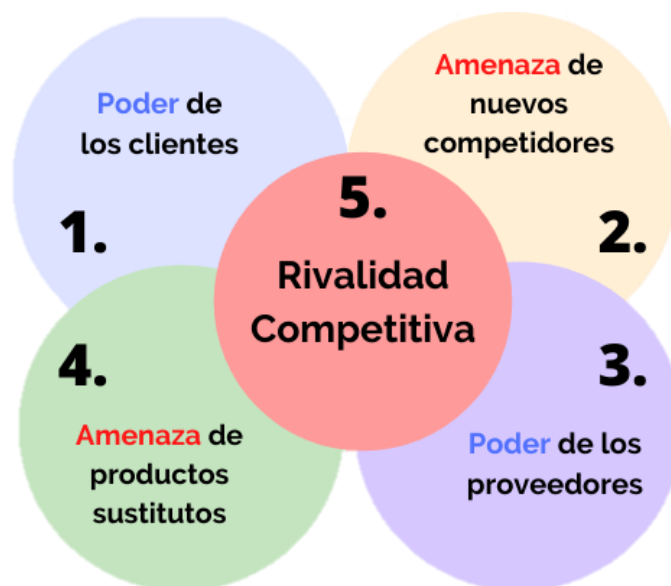 Poder de
los clientes
1.
Amenaza de
nuevos
competidores
2.
5.
Rivalidad
Competitiva
4.
Amenaza de
productos
sustitutos
3.
Poder de los
proveedores